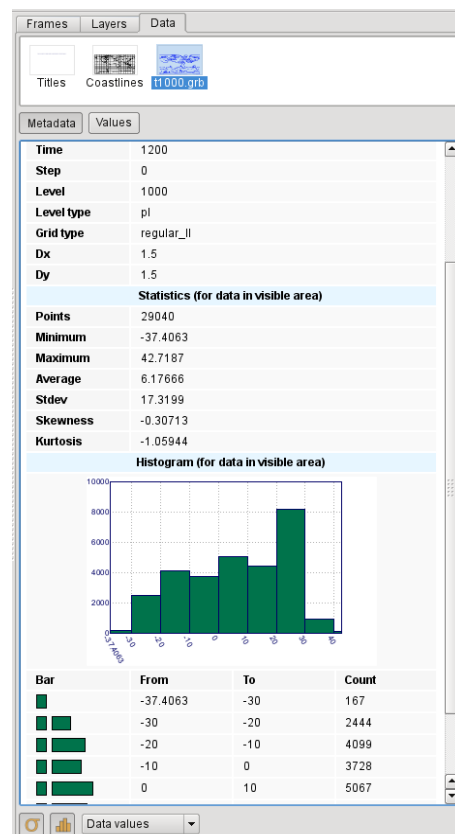 Frames Layers Data
Titles Coastlines t1000.grb
Metadata Values
Time 1200
Step 0
Level 1000
Level type pl
Grid type regular_ll
Dx 1.5
Dy 1.5
Statistics (for data in visible area)
Points 29040
Minimum -37.4063
Maximum 42.7187
Average 6.17666
Stdev 17.3199
Skewness -0.30713
Kurtosis -1.05944
Histogram (for data in visible area)
10000
8000
6000
4000
2000
0
-37.4063 -30 -20 -10 0 10 20 30 40
Bar From To Count
-37.4063 -30 167
-30 -20 2444
-20 -10 4099
-10 0 3728
0 10 5067
σ Data values